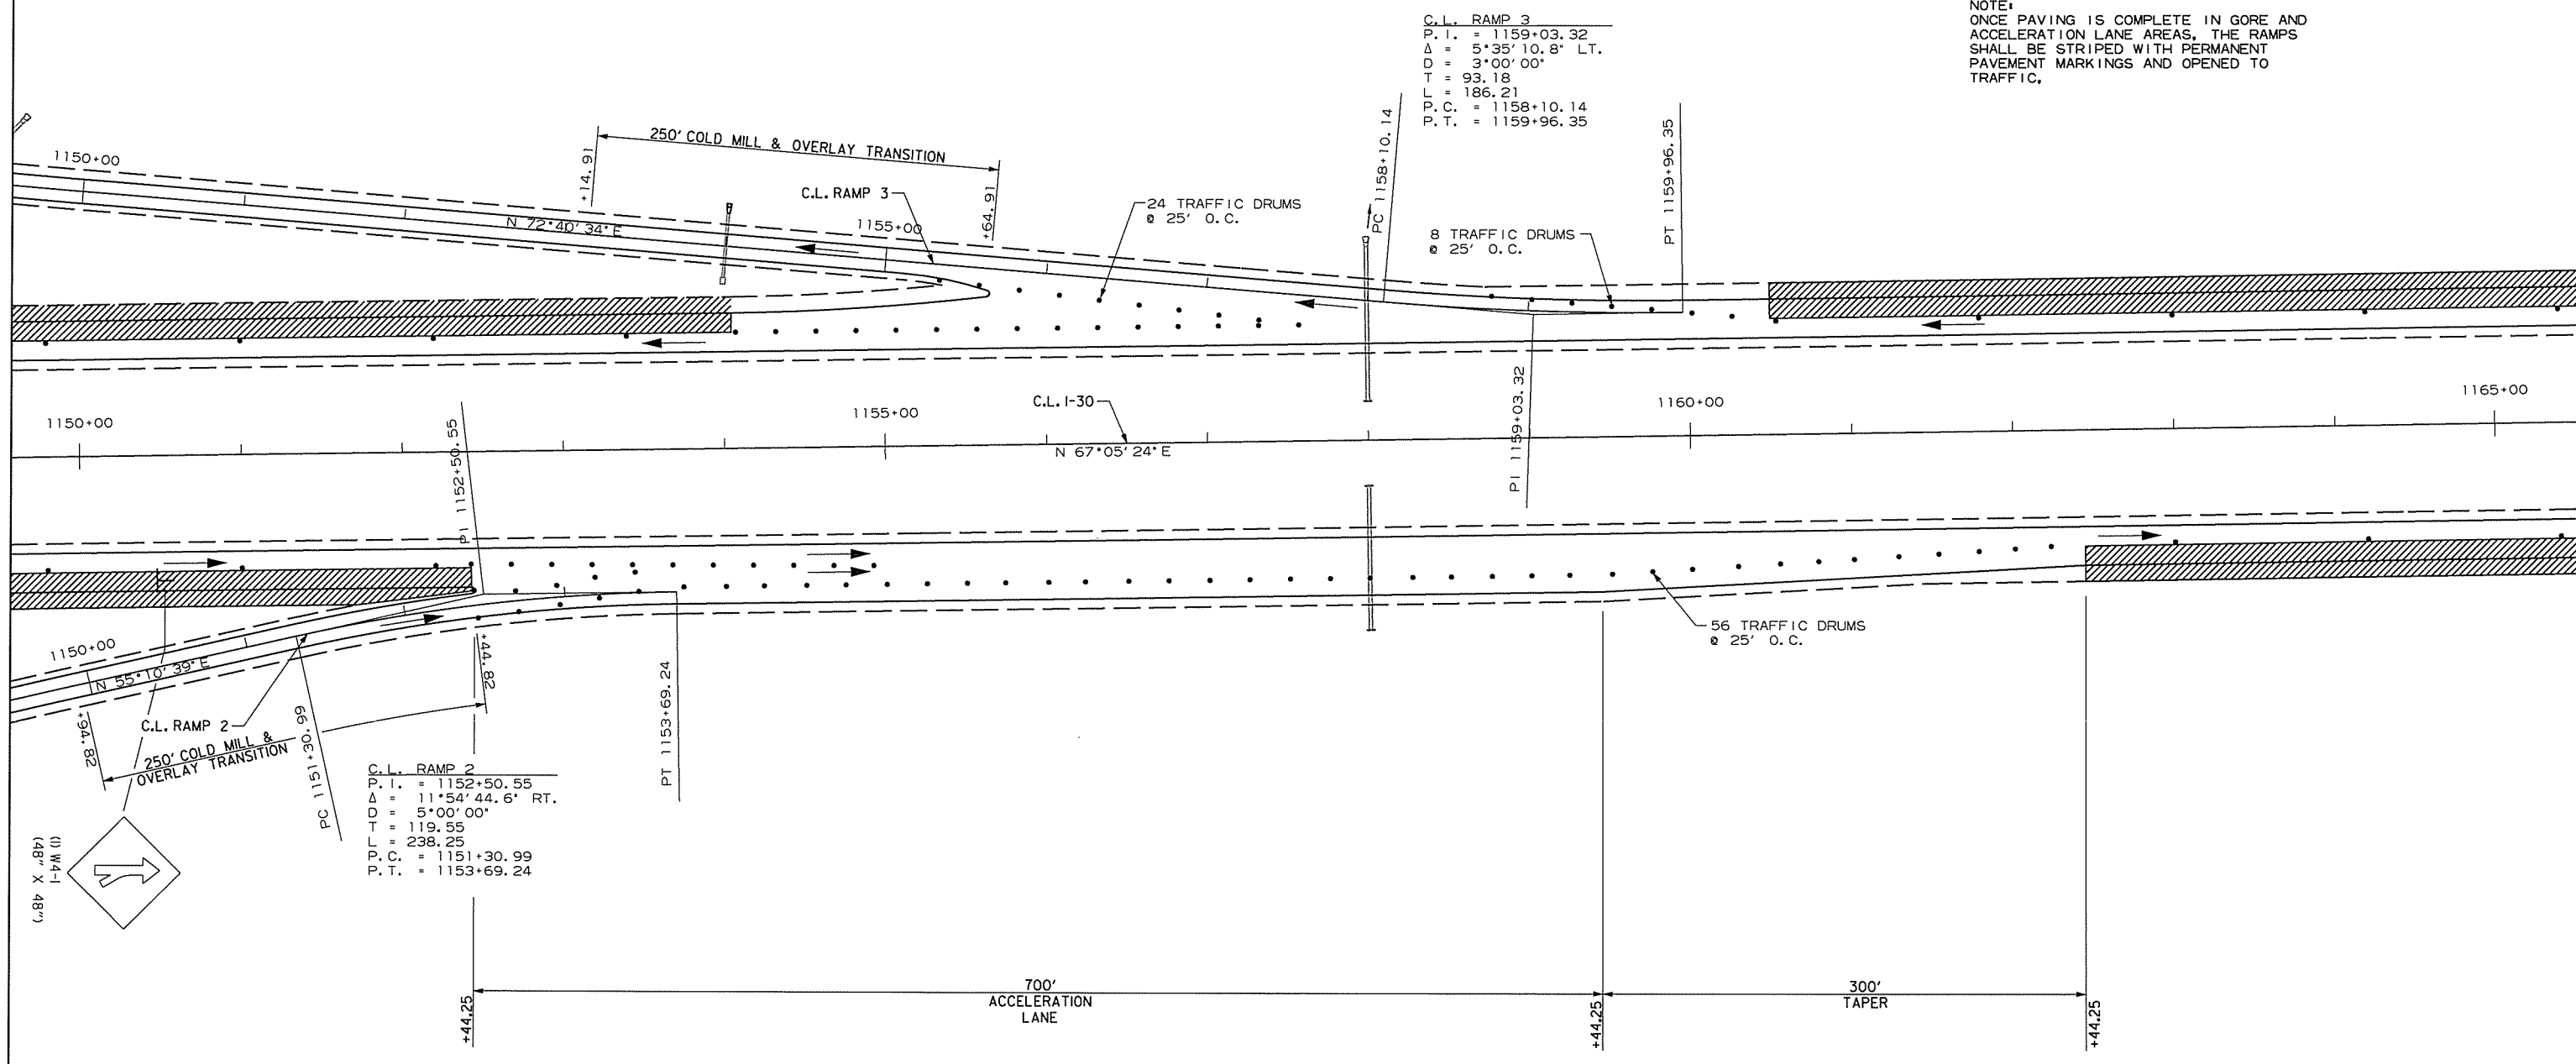 C.L. RAMP 3
P.I. = 1159+03.32
Δ = 5°35'10.8" LT.
D = 3°00'00"
T = 93.18
L = 186.21
P.C. = 1158+10.14
P.T. = 1159+96.35
NOTE:
ONCE PAVING IS COMPLETE IN GORE AND
ACCELERATION LANE AREAS, THE RAMPS
SHALL BE STRIPED WITH PERMANENT
PAVEMENT MARKINGS AND OPENED TO
TRAFFIC.
1150+00
+14.91
250' COLD MILL & OVERLAY TRANSITION
+64.91
C.L. RAMP 3
N 72°40'34" E
1155+00
24 TRAFFIC DRUMS
@ 25' O.C.
PC 1158+10.14
8 TRAFFIC DRUMS
@ 25' O.C.
PT 1159+96.35
1150+00
PI 1152+50.55
1155+00
C.L. I-30
N 67°05'24" E
PI 1159+03.32
1160+00
1165+00
1150+00
N 55°10'39" E
+94.82
C.L. RAMP 2
250' COLD MILL &
OVERLAY TRANSITION
PC 1151+30.99
+44.82
PT 1153+69.24
56 TRAFFIC DRUMS
@ 25' O.C.
C.L. RAMP 2
P.I. = 1152+50.55
Δ = 11°54'44.6" RT.
D = 5°00'00"
T = 119.55
L = 238.25
P.C. = 1151+30.99
P.T. = 1153+69.24
(1) W4-1
(48" X 48")
+44.25
700'
ACCELERATION
LANE
+44.25
300'
TAPER
+44.25